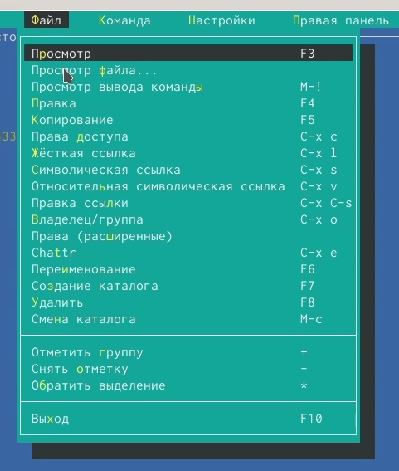 Файл Команда Настройки Правая панель
сто
Просмотр F3
Просмотр файла...
Просмотр вывода команды M-!
Правка F4
Копирование F5
33
Права доступа C-x c
Жёсткая ссылка C-x l
Символическая ссылка C-x s
Относительная символическая ссылка C-x v
Правка ссылки C-x C-s
Владелец/группа C-x o
Права (расширенные)
Chattr C-x e
Переименование F6
Создание каталога F7
Удалить F8
Смена каталога M-c
Отметить группу -
Снять отметку -
Обратить выделение *
Выход F10